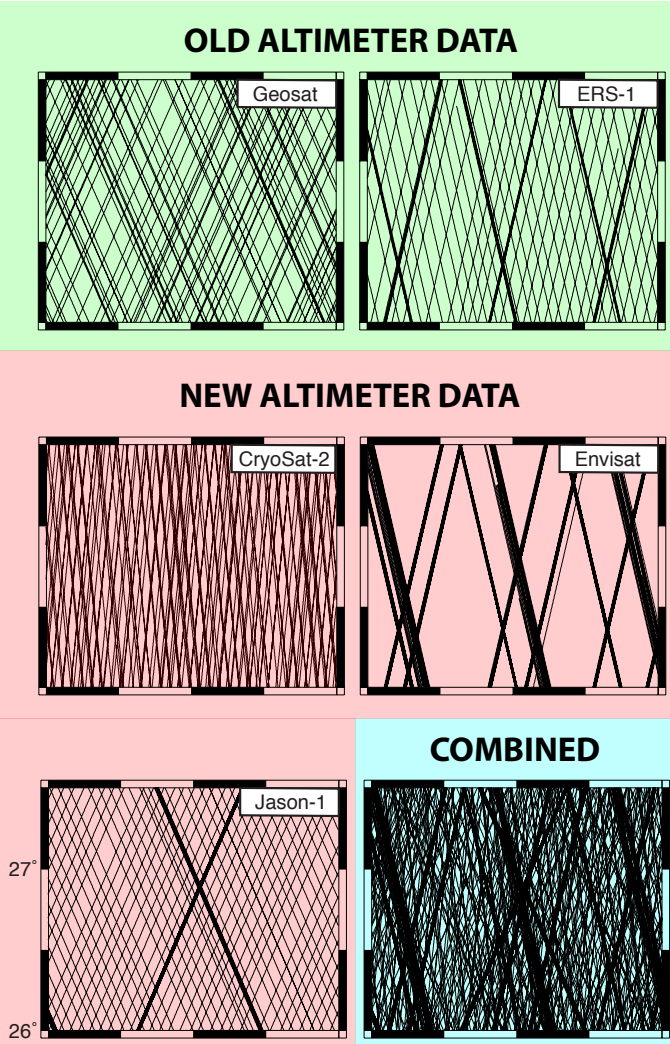 OLD ALTIMETER DATA
Geosat
ERS-1
NEW ALTIMETER DATA
CryoSat-2
Envisat
COMBINED
Jason-1
27°
26°